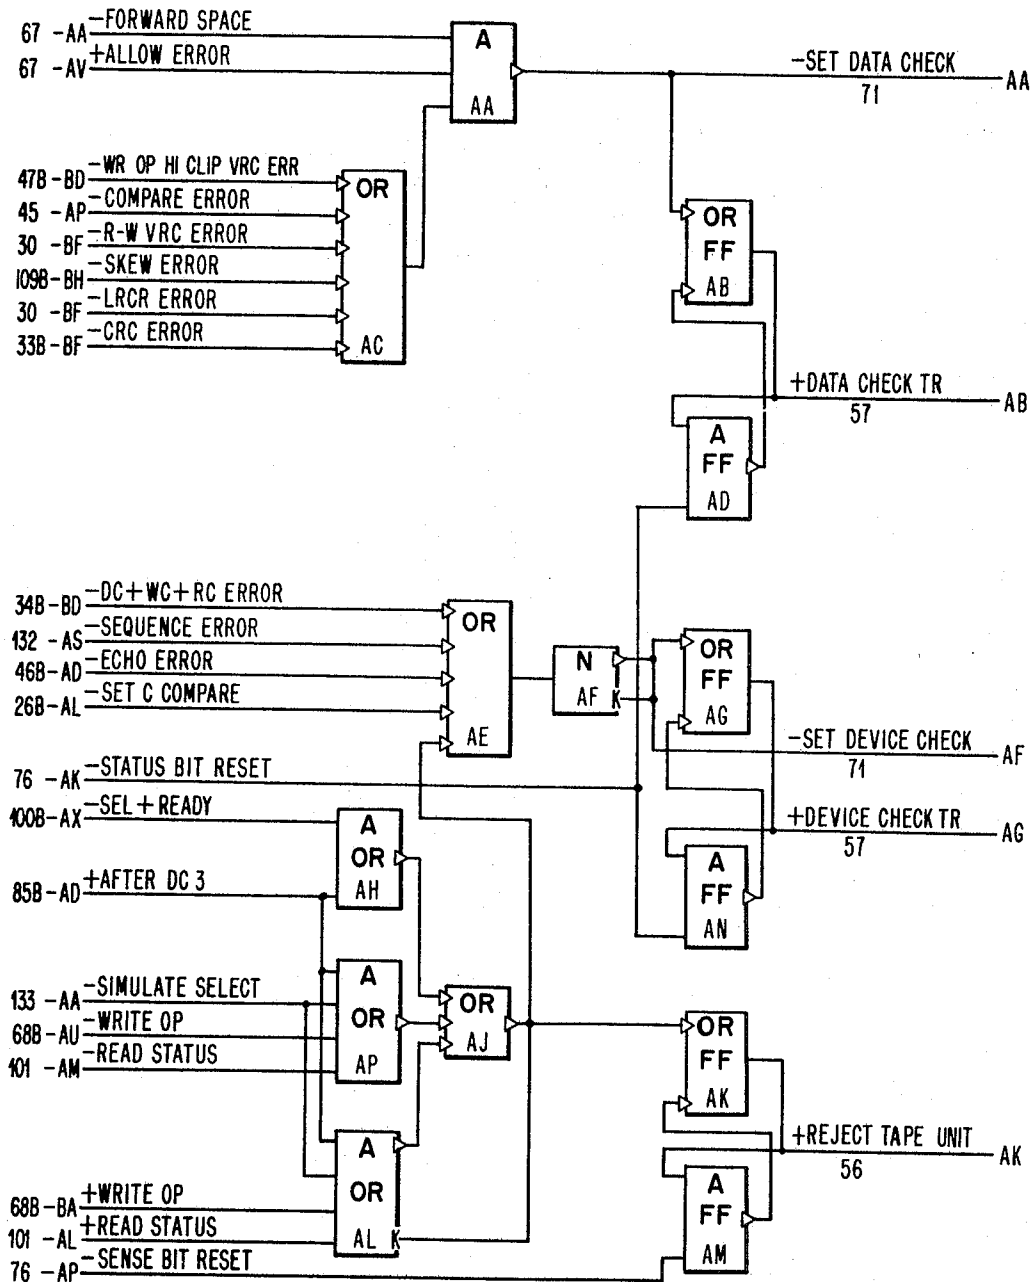 67 -AA -FORWARD SPACE
67 -AV +ALLOW ERROR
A
AA
-SET DATA CHECK
71
AA
47B -BD -WR OP HI CLIP VRC ERR
45 -AP -COMPARE ERROR
30 -BF -R-W VRC ERROR
109B -BH -SKEW ERROR
30 -BF -LRCR ERROR
33B -BF -CRC ERROR
OR
AC
OR
FF
AB
+DATA CHECK TR
57
AB
A
FF
AD
34B -BD -DC+WC+RC ERROR
132 -AS -SEQUENCE ERROR
46B -AD -ECHO ERROR
26B -AL -SET C COMPARE
OR
AE
N
AF K
OR
FF
AG
-SET DEVICE CHECK
71
AF
76 -AK -STATUS BIT RESET
100B -AX -SEL+READY
+DEVICE CHECK TR
57
AG
A
OR
AH
A
FF
AN
85B -AD +AFTER DC 3
133 -AA -SIMULATE SELECT
68B -AU -WRITE OP
101 -AM -READ STATUS
A
OR
AP
OR
AJ
OR
FF
AK
+REJECT TAPE UNIT
56
AK
A
OR
AL K
A
FF
AM
68B -BA +WRITE OP
101 -AL +READ STATUS
76 -AP -SENSE BIT RESET